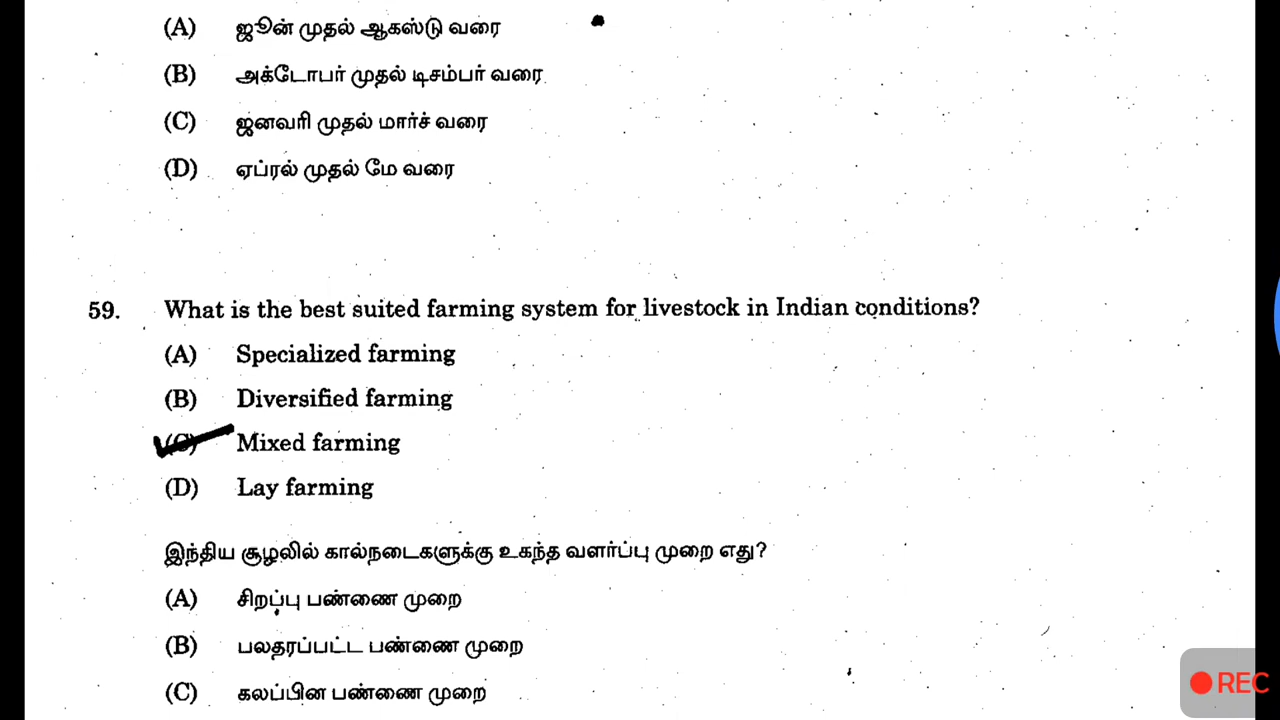 (A) ஜூன் முதல் ஆகஸ்டு வரை
(B) அக்டோபர் முதல் டிசம்பர் வரை
(C) ஜனவரி முதல் மார்ச் வரை
(D) ஏப்ரல் முதல் மே வரை
59. What is the best suited farming system for livestock in Indian conditions?
(A) Specialized farming
(B) Diversified farming
(C) Mixed farming
(D) Lay farming
இந்திய சூழலில் கால்நடைகளுக்கு உகந்த வளர்ப்பு முறை எது?
(A) சிறப்பு பண்ணை முறை
(B) பலதரப்பட்ட பண்ணை முறை
(C) கலப்பின பண்ணை முறை
REC